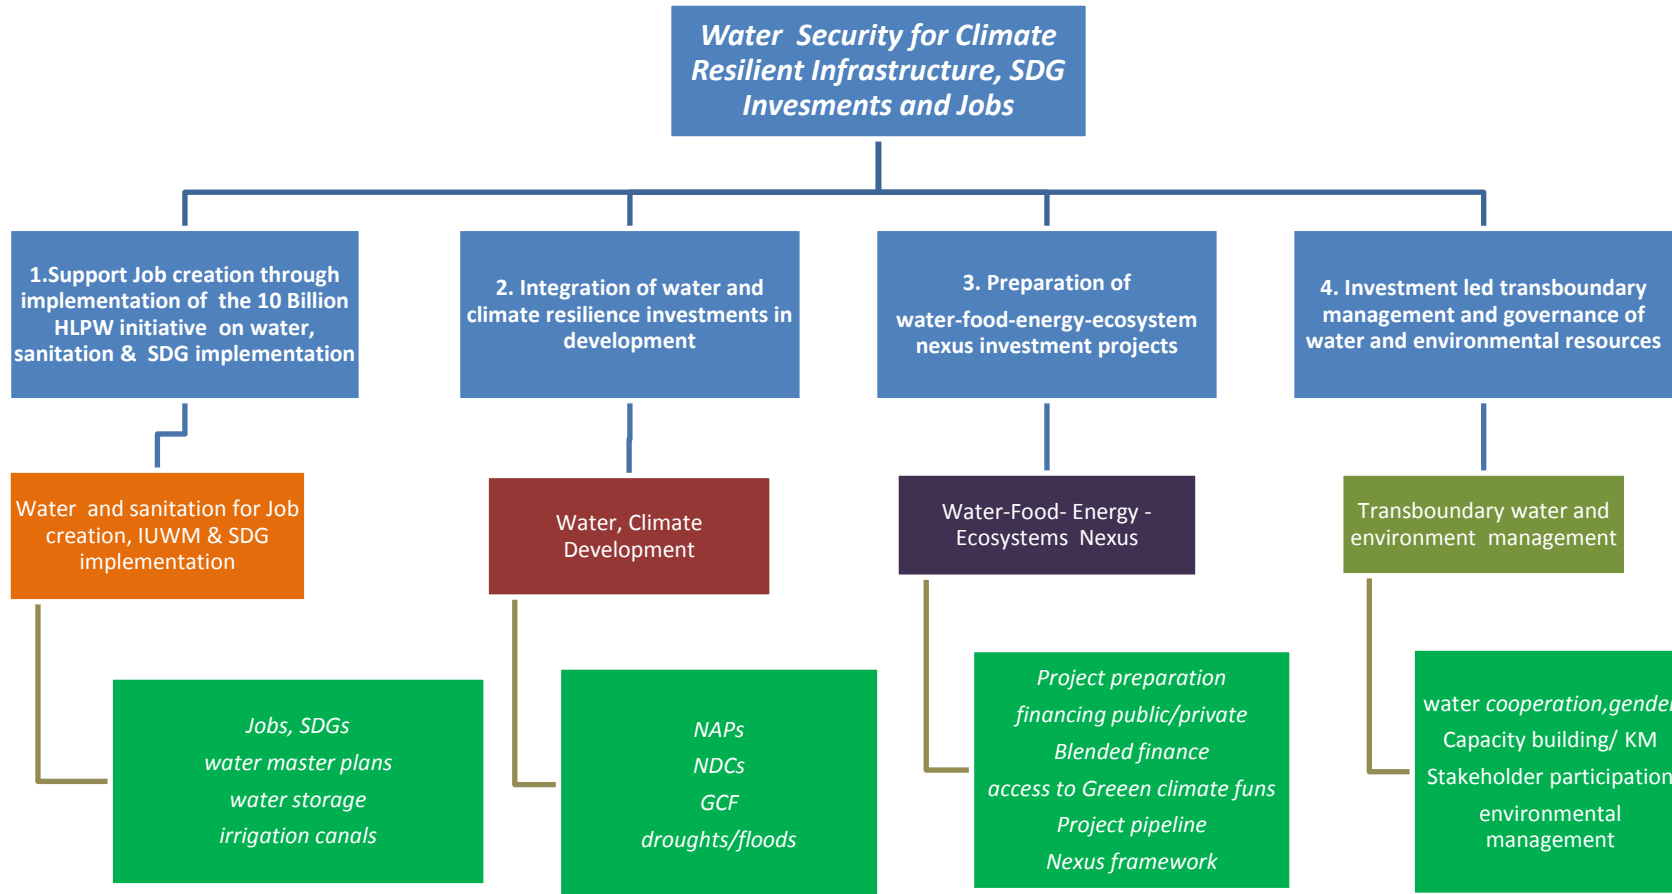 Water Security for Climate
Resilient Infrastructure, SDG
Invesments and Jobs
1.Support Job creation through
implementation of the 10 Billion
HLPW initiative on water,
sanitation & SDG implementation
2. Integration of water and
climate resilience investments in
development
3. Preparation of
water-food-energy-ecosystem
nexus investment projects
4. Investment led transboundary
management and governance of
water and environmental resources
Water and sanitation for Job
creation, IUWM & SDG
implementation
Water, Climate
Development
Water-Food- Energy -
Ecosystems Nexus
Transboundary water and
environment management
Jobs, SDGs
water master plans
water storage
irrigation canals
NAPs
NDCs
GCF
droughts/floods
Project preparation
financing public/private
Blended finance
access to Greeen climate funs
Project pipeline
Nexus framework
water cooperation,gender
Capacity building/ KM
Stakeholder participation
environmental
management